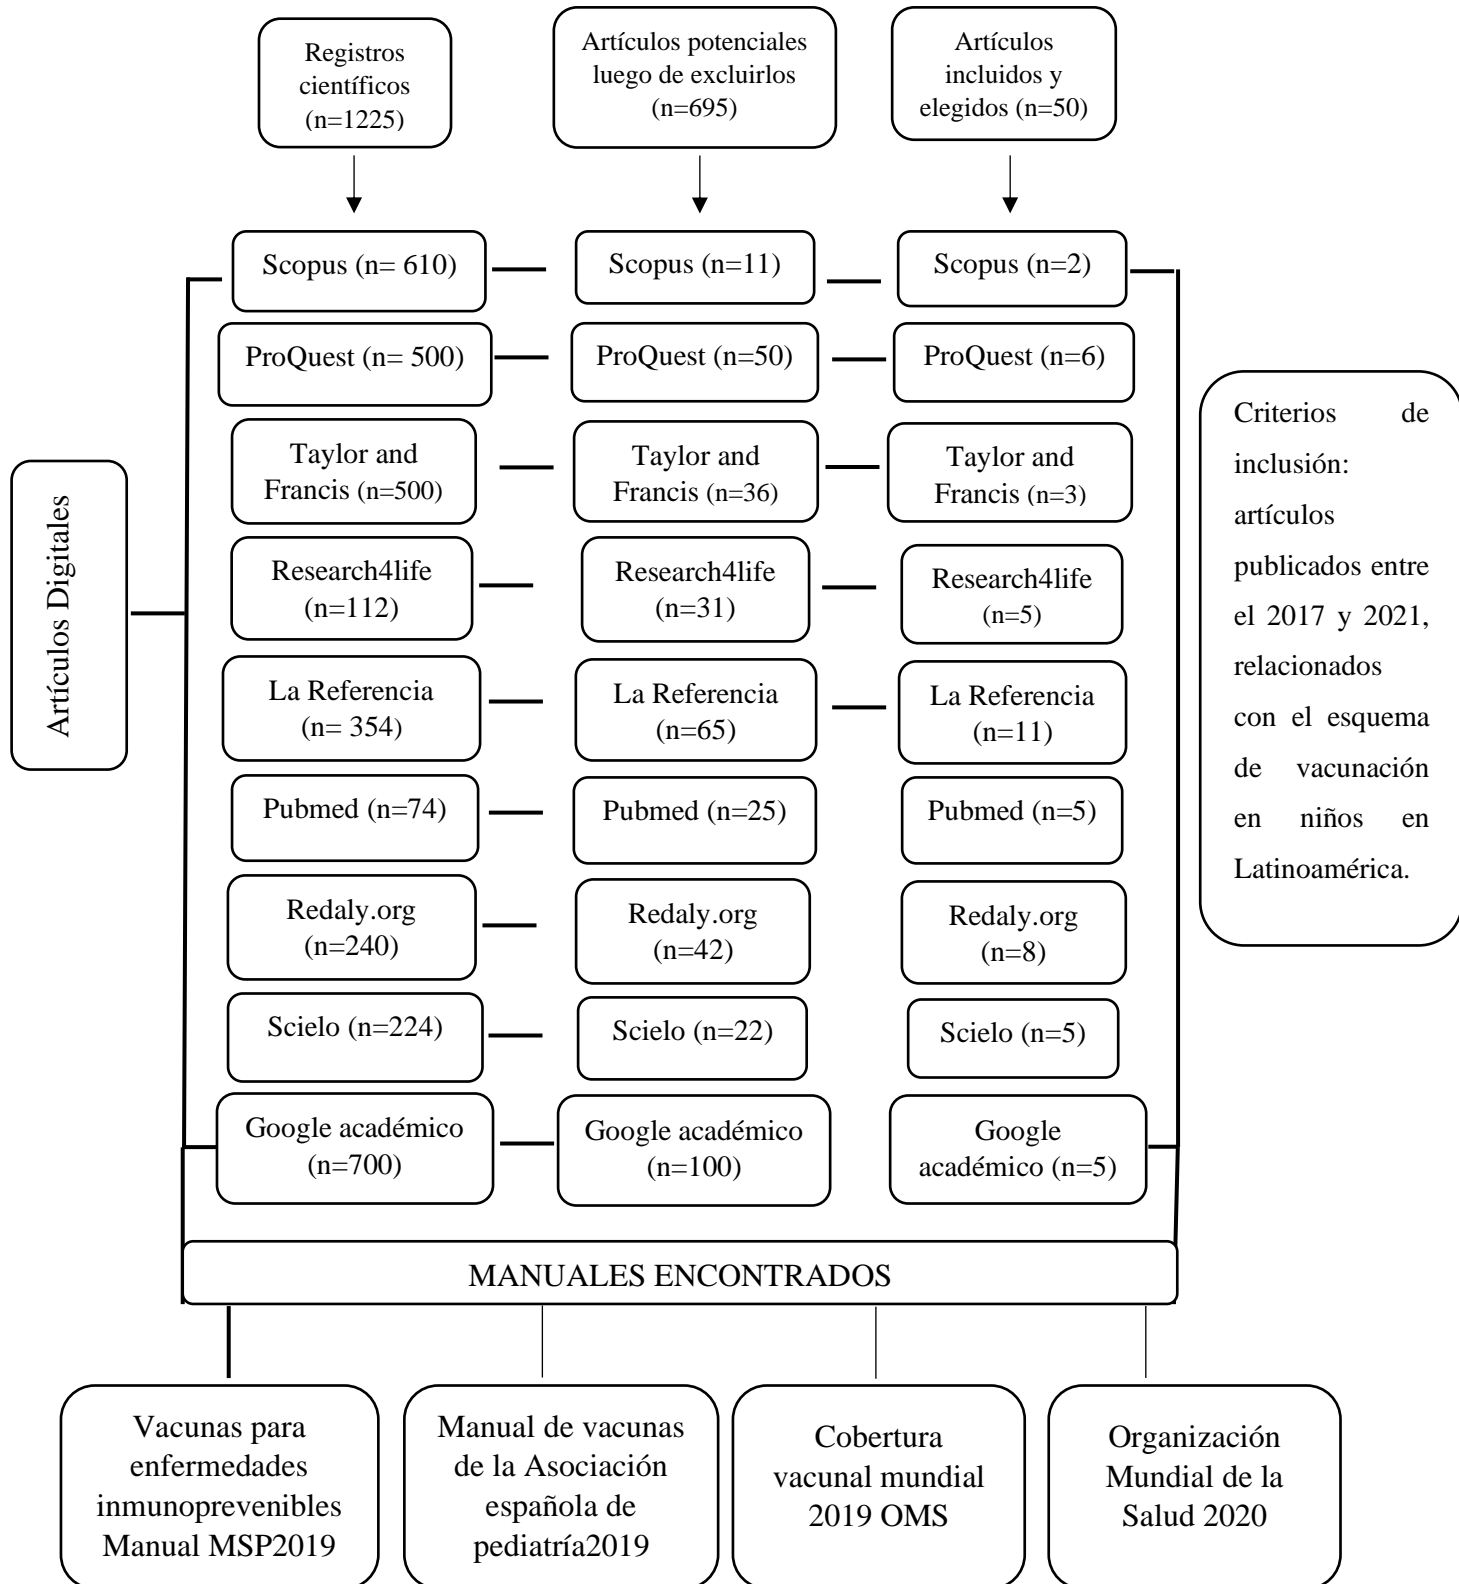 Registros
científicos
(n=1225)
Artículos potenciales
luego de excluirlos
(n=695)
Artículos
incluidos y
elegidos (n=50)
Scopus (n= 610)
Scopus (n=11)
Scopus (n=2)
ProQuest (n= 500)
ProQuest (n=50)
ProQuest (n=6)
Taylor and
Francis (n=500)
Taylor and
Francis (n=36)
Taylor and
Francis (n=3)
Research4life
(n=112)
Research4life
(n=31)
Research4life
(n=5)
La Referencia
(n= 354)
La Referencia
(n=65)
La Referencia
(n=11)
Pubmed (n=74)
Pubmed (n=25)
Pubmed (n=5)
Redaly.org
(n=240)
Redaly.org
(n=42)
Redaly.org
(n=8)
Scielo (n=224)
Scielo (n=22)
Scielo (n=5)
Google académico
(n=700)
Google académico
(n=100)
Google
académico (n=5)
Artículos Digitales
Criterios de
inclusión:
artículos
publicados entre
el 2017 y 2021,
relacionados
con el esquema
de vacunación
en niños en
Latinoamérica.
MANUALES ENCONTRADOS
Vacunas para
enfermedades
inmunoprevenibles
Manual MSP2019
Manual de vacunas
de la Asociación
española de
pediatría2019
Cobertura
vacunal mundial
2019 OMS
Organización
Mundial de la
Salud 2020